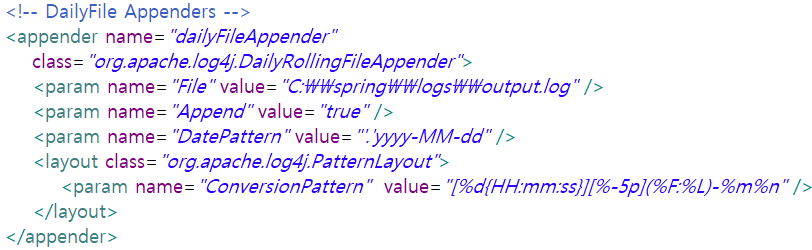 <!-- DailyFile Appenders -->
<appender name="dailyFileAppender"
class="org.apache.log4j.DailyRollingFileAppender">
<param name="File" value="C:₩₩spring₩₩logs₩₩output.log" />
<param name="Append" value="true" />
<param name="DatePattern" value="'.'yyyy-MM-dd" />
<layout class="org.apache.log4j.PatternLayout">
<param name="ConversionPattern"  value="[%d{HH:mm:ss}][%-5p](%F:%L)-%m%n" />
</layout>
</appender>